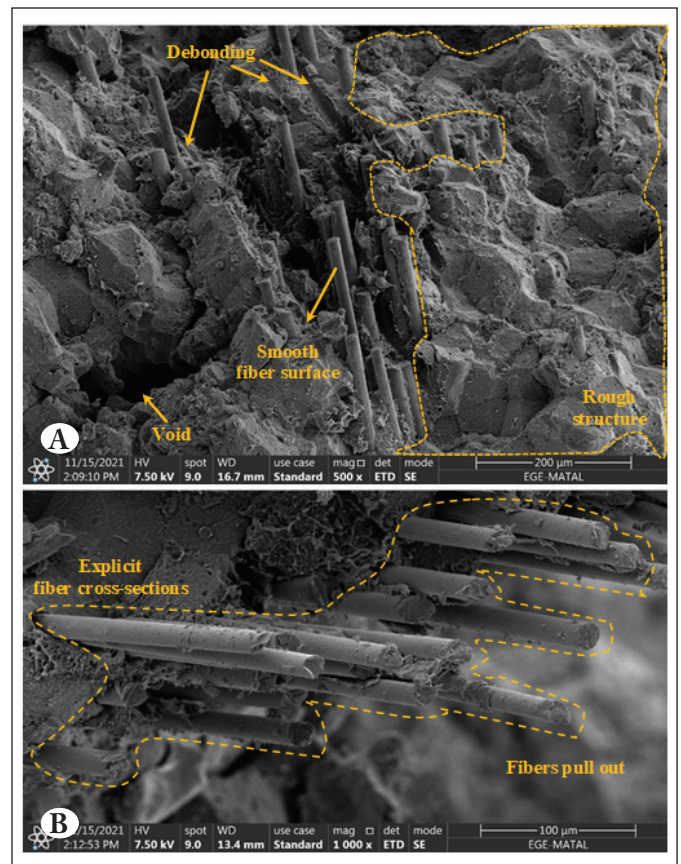 Debonding
Smooth
fiber surface
Rough
structure
Void
A
11/15/2021 HV spot WD use case mag det mode 200 µm
2:09:10 PM 7.50 kV 9.0 16.7 mm Standard 500 x ETD SE EGE-MATAL
Explicit
fiber cross-sections
Fibers pull out
B
/15/2021 HV spot WD use case mag det mode 100 µm
2:12:53 PM 7.50 kV 9.0 13.4 mm Standard 1 000 x ETD SE EGE-MATAL